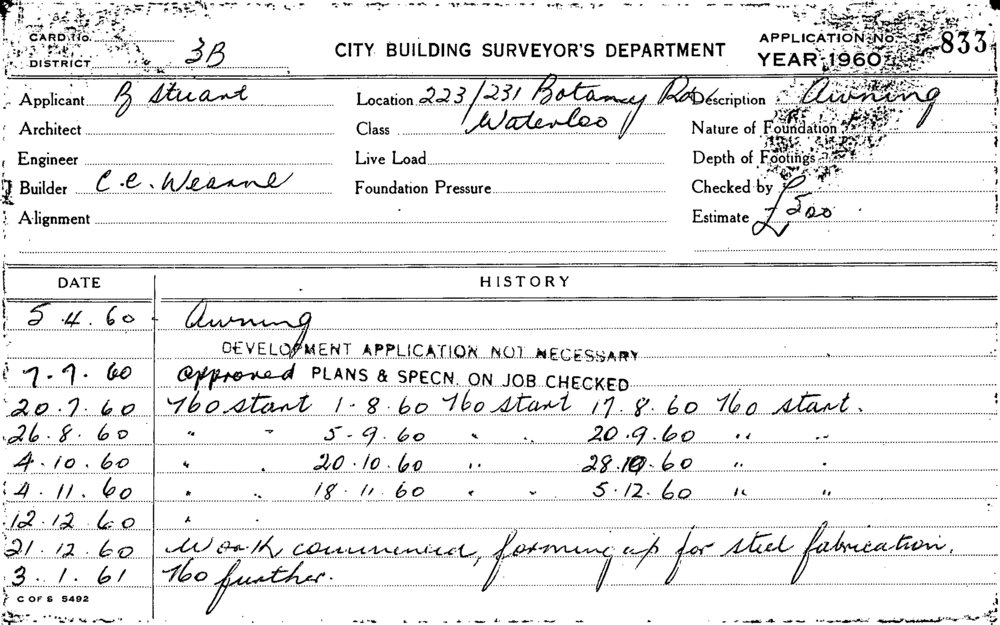 CARD No.
DISTRICT 3B
CITY BUILDING SURVEYOR'S DEPARTMENT
APPLICATION No. 833
YEAR 1960
Applicant B Stuart
Location 223/231 Botany Rd
Description Awning
Architect
Class Waterloo
Nature of Foundation
Engineer
Live Load
Depth of Footings
Builder C.C. Wearne
Foundation Pressure
Checked by
Alignment
Estimate £500
DATE HISTORY
5.4.60 Awning
DEVELOPMENT APPLICATION NOT NECESSARY
7.7.60 approved PLANS & SPECN. ON JOB CHECKED
20.7.60 No start 1-8.60 No start 17.8.60 No start.
26.8.60 " " 5-9.60 " " 20.9.60 " "
4.10.60 " " 20.10.60 " 28.10.60 " "
4.11.60 " " 18.11.60 " " 5.12.60 " "
12.12.60 " "
21.12.60 Work commenced, forming up for steel fabrication.
3.1.61 No further.
C OF S 5492